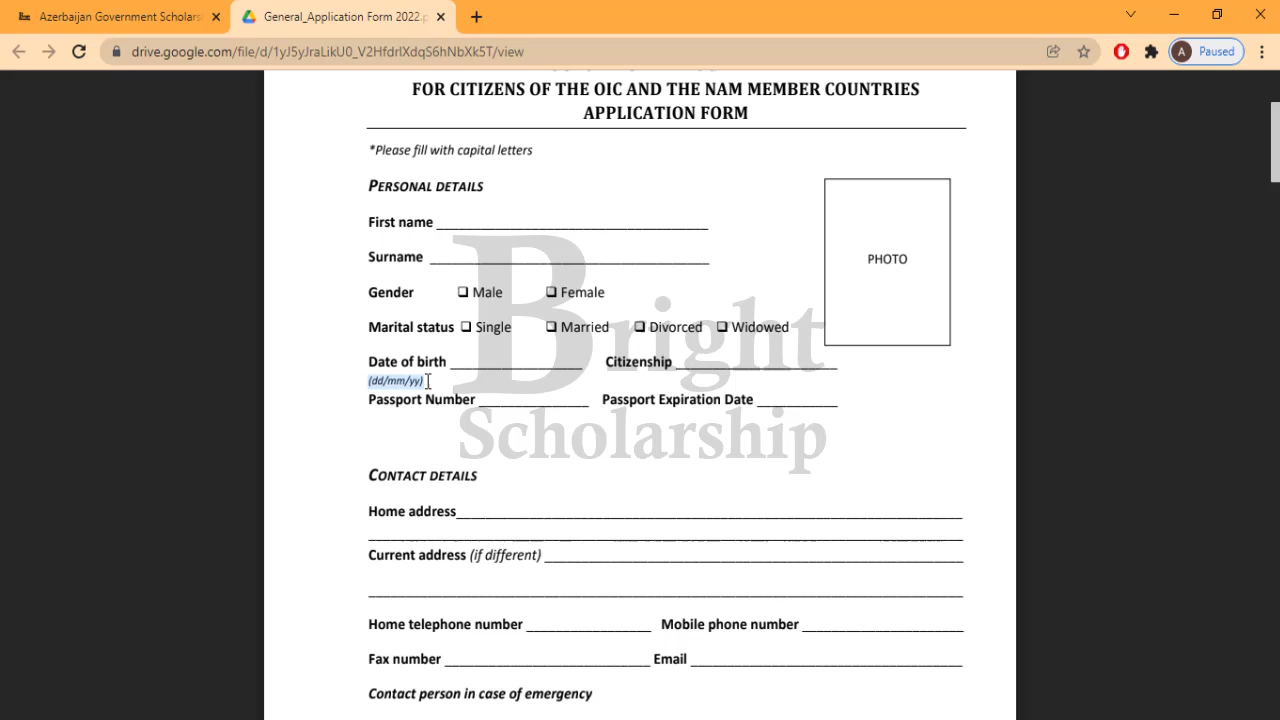 Azerbaijan Government Scholars
General_Application Form 2022.p
drive.google.com/file/d/1yJ5yJraLikU0_V2HfdrIXdqS6hNbXk5T/view
A Paused
FOR CITIZENS OF THE OIC AND THE NAM MEMBER COUNTRIES
APPLICATION FORM
*Please fill with capital letters
PERSONAL DETAILS
First name
Surname
PHOTO
Gender ❑ Male ❑ Female
Marital status ❑ Single ❑ Married ❑ Divorced ❑ Widowed
Date of birth Citizenship
(dd/mm/yy)
Passport Number Passport Expiration Date
Bright
Scholarship
CONTACT DETAILS
Home address
Current address (if different)
Home telephone number Mobile phone number
Fax number Email
Contact person in case of emergency